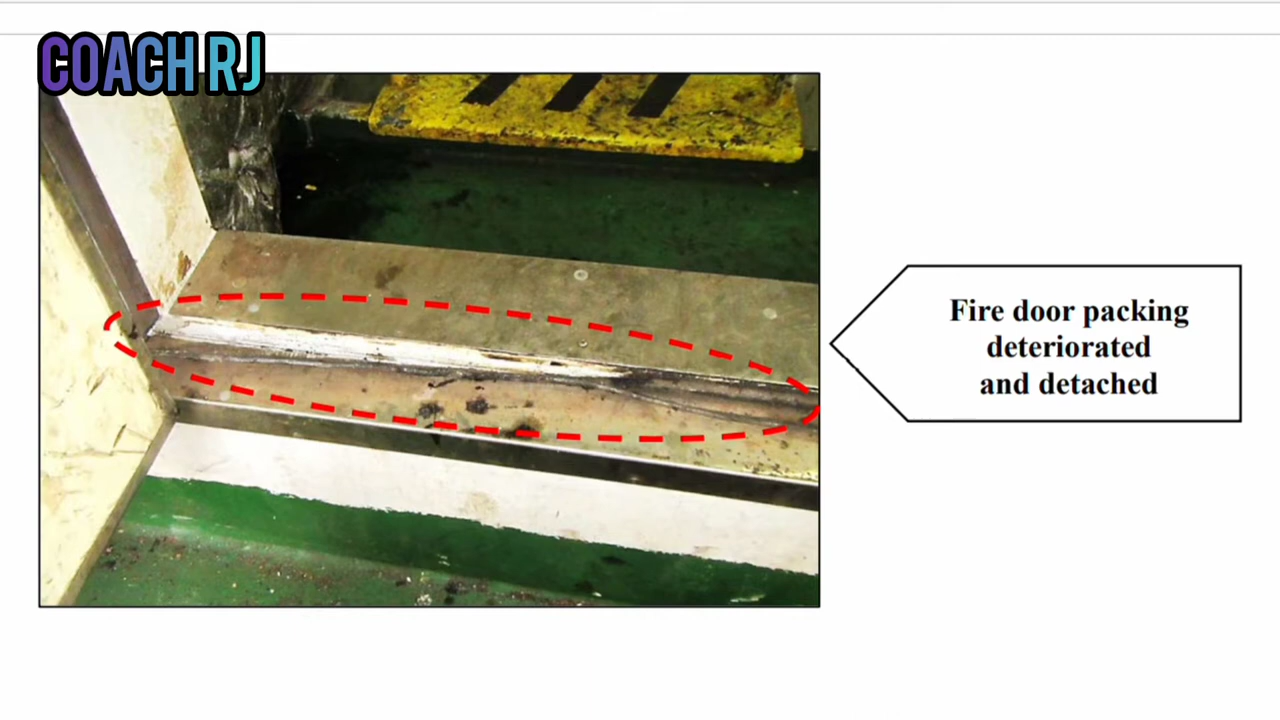 COACH RJ
Fire door packing
deteriorated
and detached